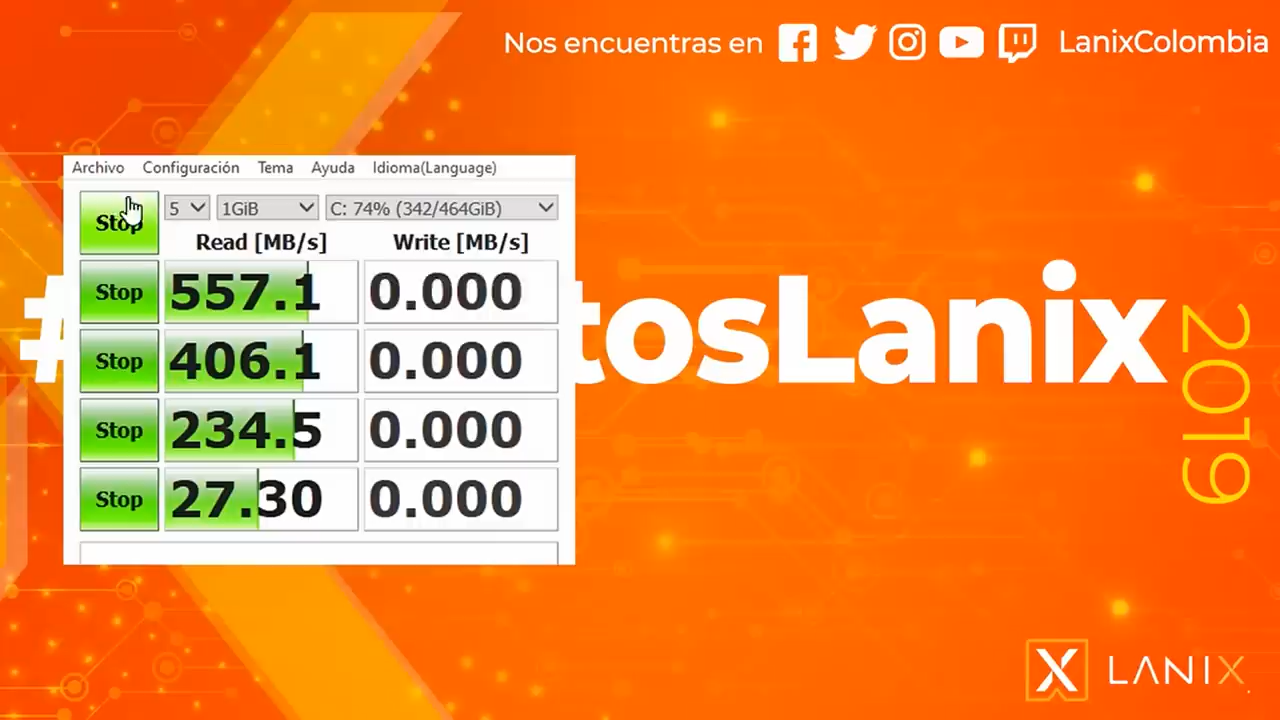 Nos encuentras en LanixColombia
Archivo Configuración Tema Ayuda Idioma(Language)
Stop 5 1GiB C: 74% (342/464GiB)
Read [MB/s] Write [MB/s]
Stop 557.1 0.000
Stop 406.1 0.000
Stop 234.5 0.000
Stop 27.30 0.000
#
tosLanix
2019
LANIX